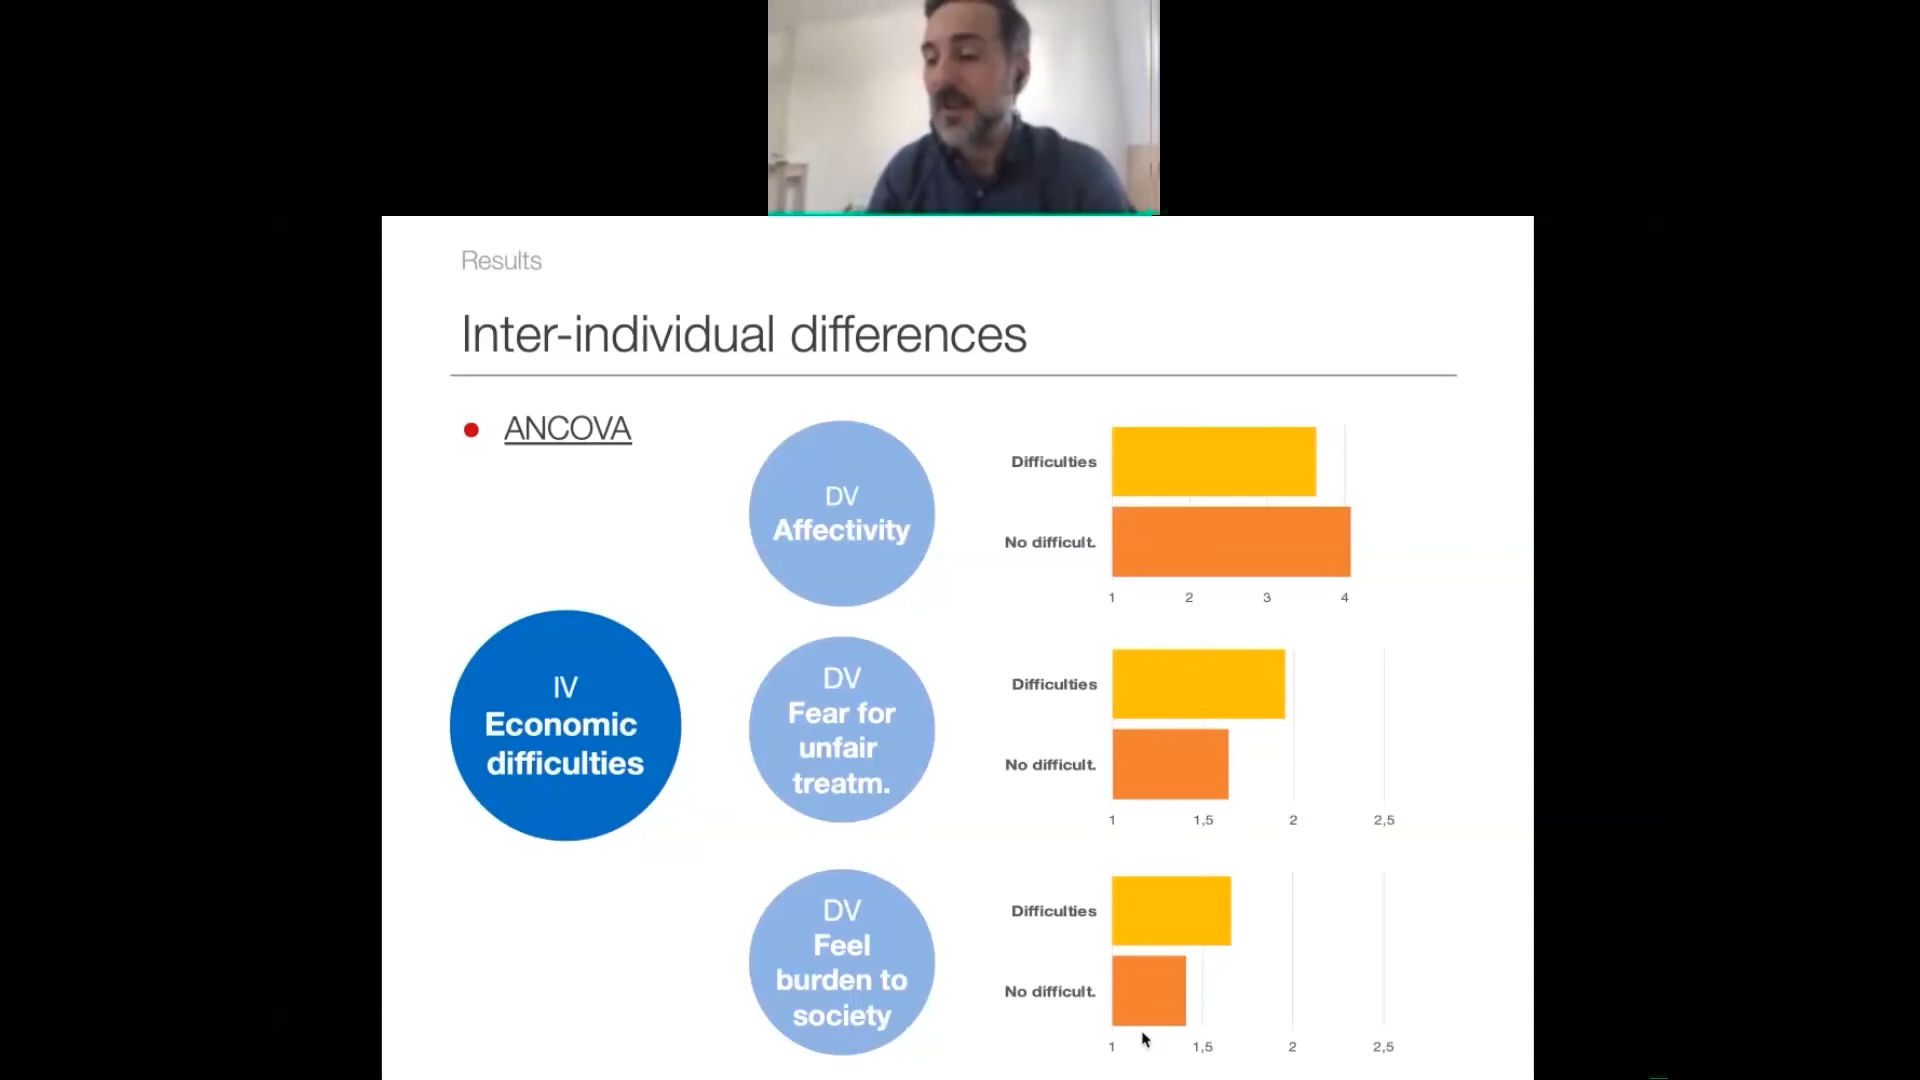 Results
Inter-individual differences
ANCOVA
IV
Economic
difficulties
DV
Affectivity
Difficulties
No difficult.
1 2 3 4
DV
Fear for
unfair
treatm.
Difficulties
No difficult.
1 1,5 2 2,5
DV
Feel
burden to
society
Difficulties
No difficult.
1 1,5 2 2,5